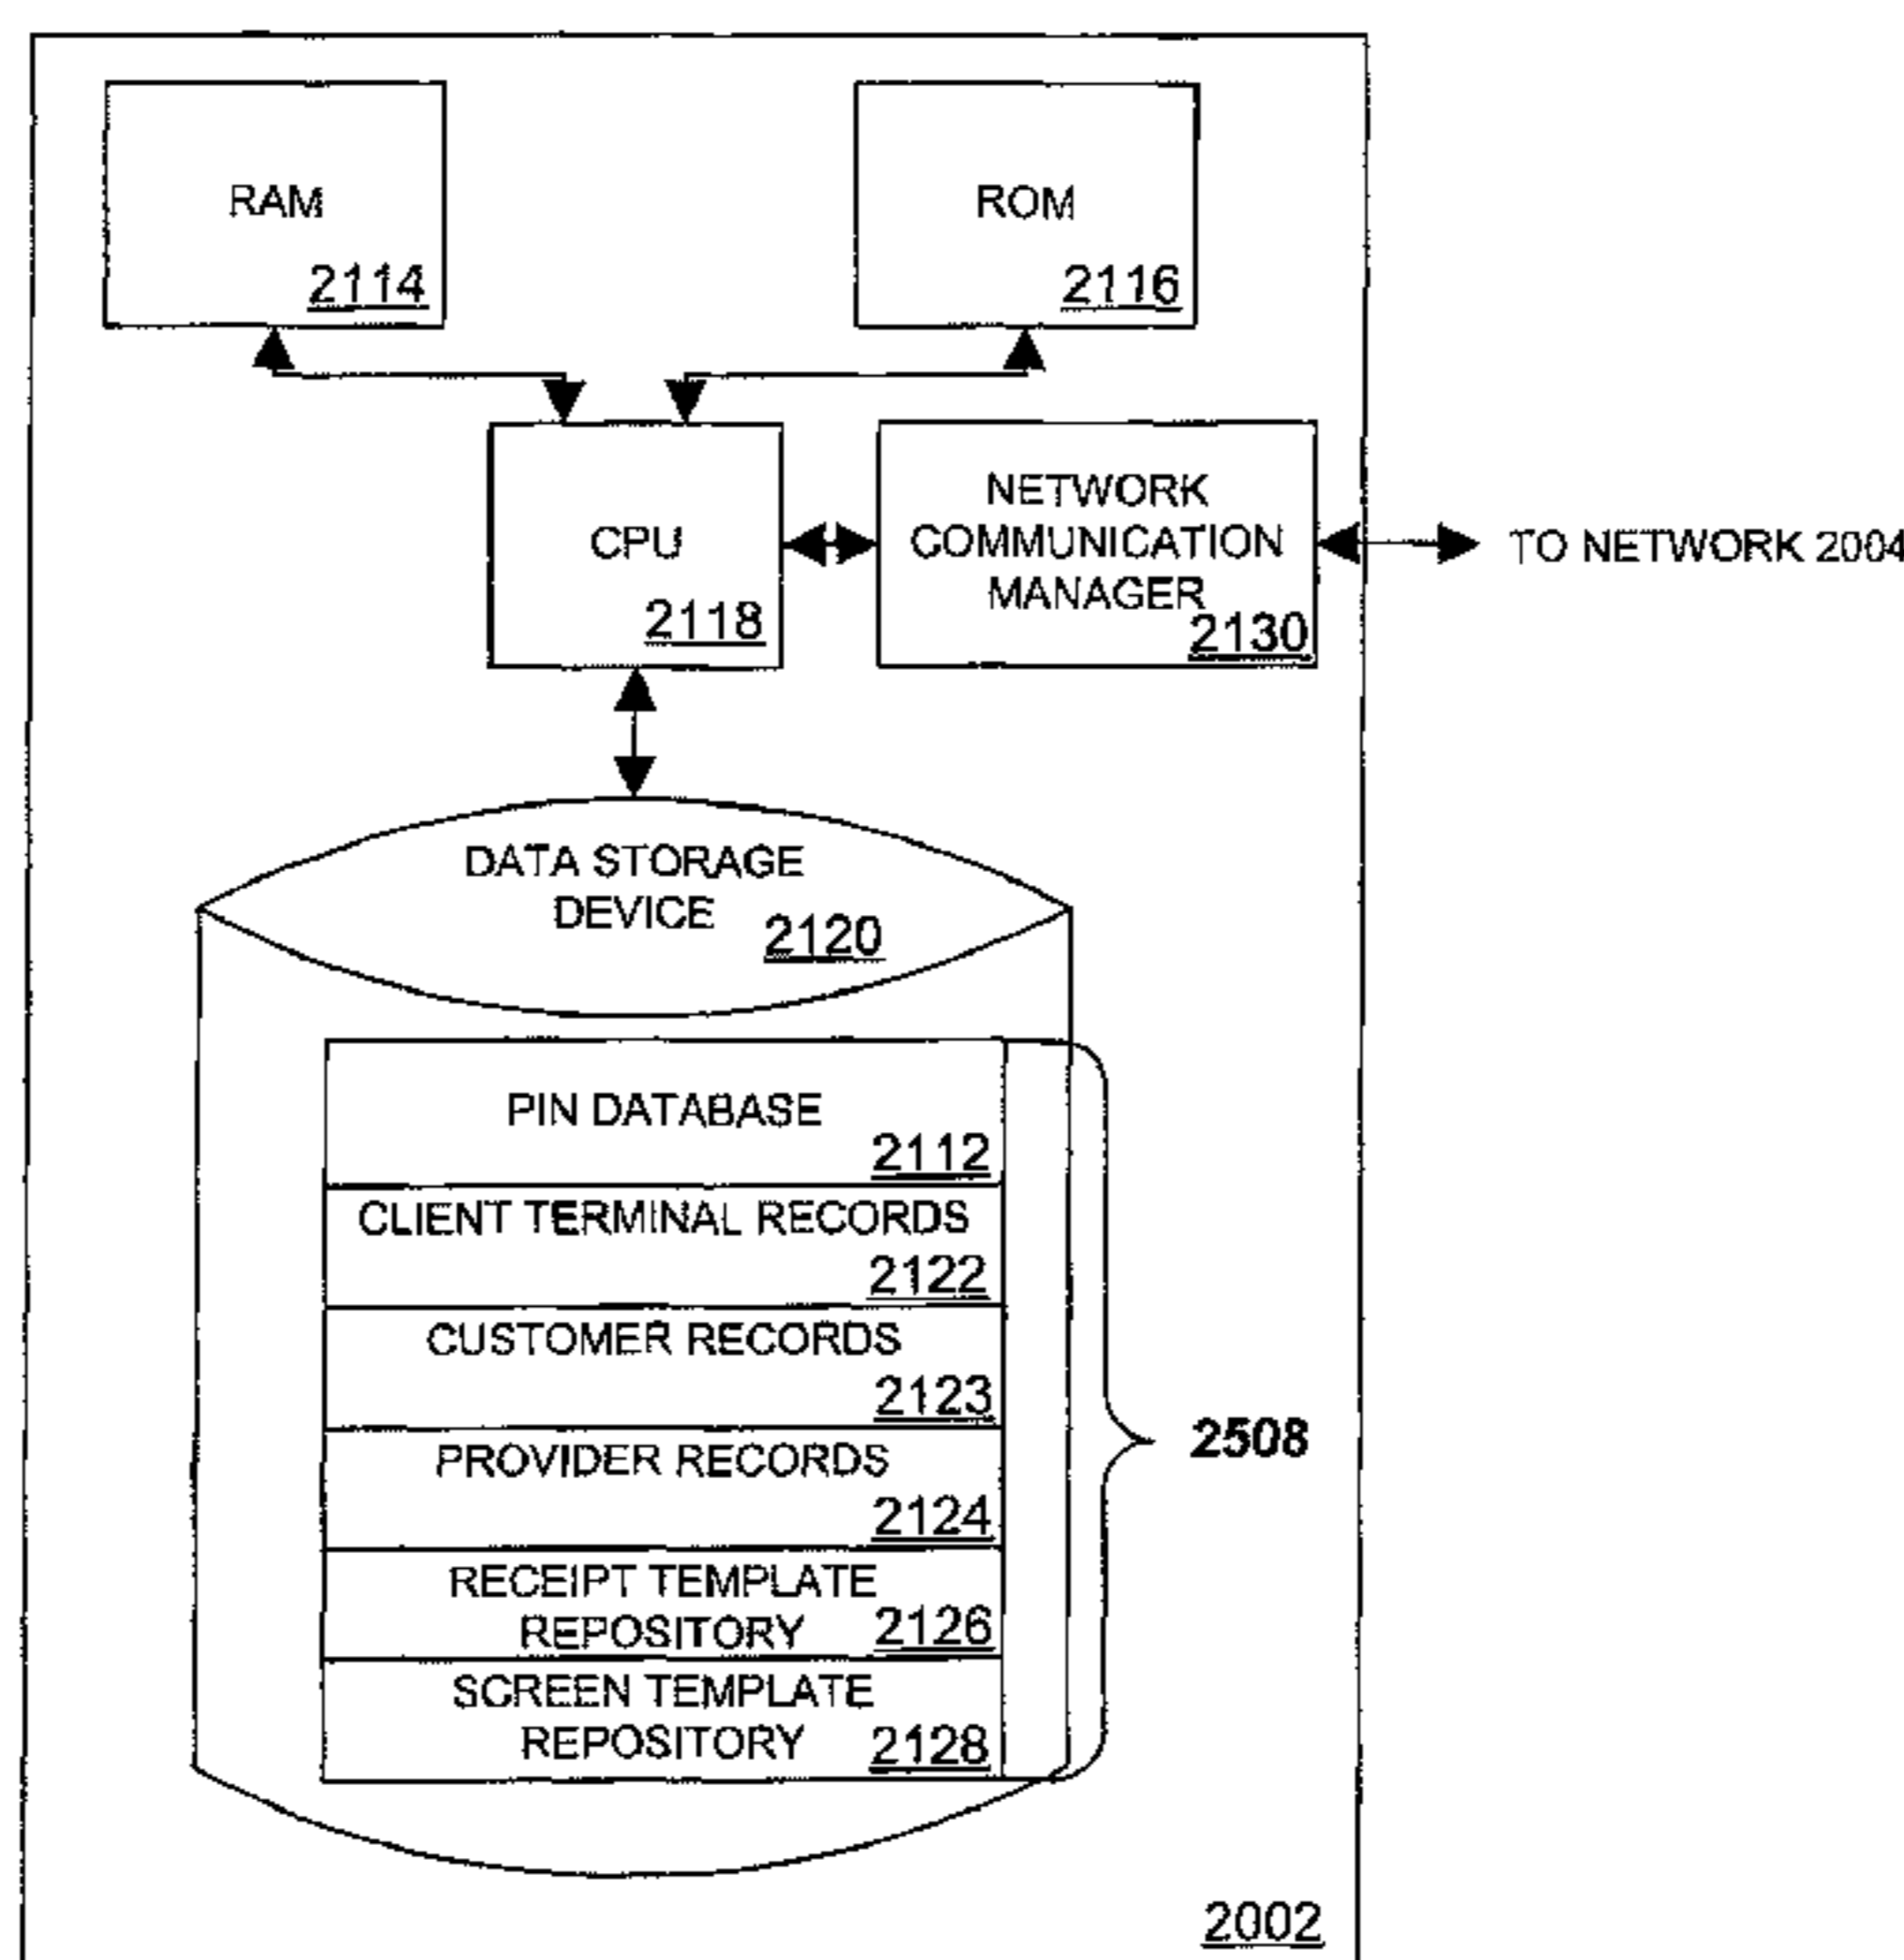 RAM
2114
ROM
2116
CPU
2118
NETWORK
COMMUNICATION
MANAGER
2130
TO NETWORK 2004
DATA STORAGE
DEVICE
2120
PIN DATABASE
2112
CLIENT TERMINAL RECORDS
2122
CUSTOMER RECORDS
2123
PROVIDER RECORDS
2124
2508
RECEIPT TEMPLATE
REPOSITORY 2126
SCREEN TEMPLATE
REPOSITORY 2128
2002